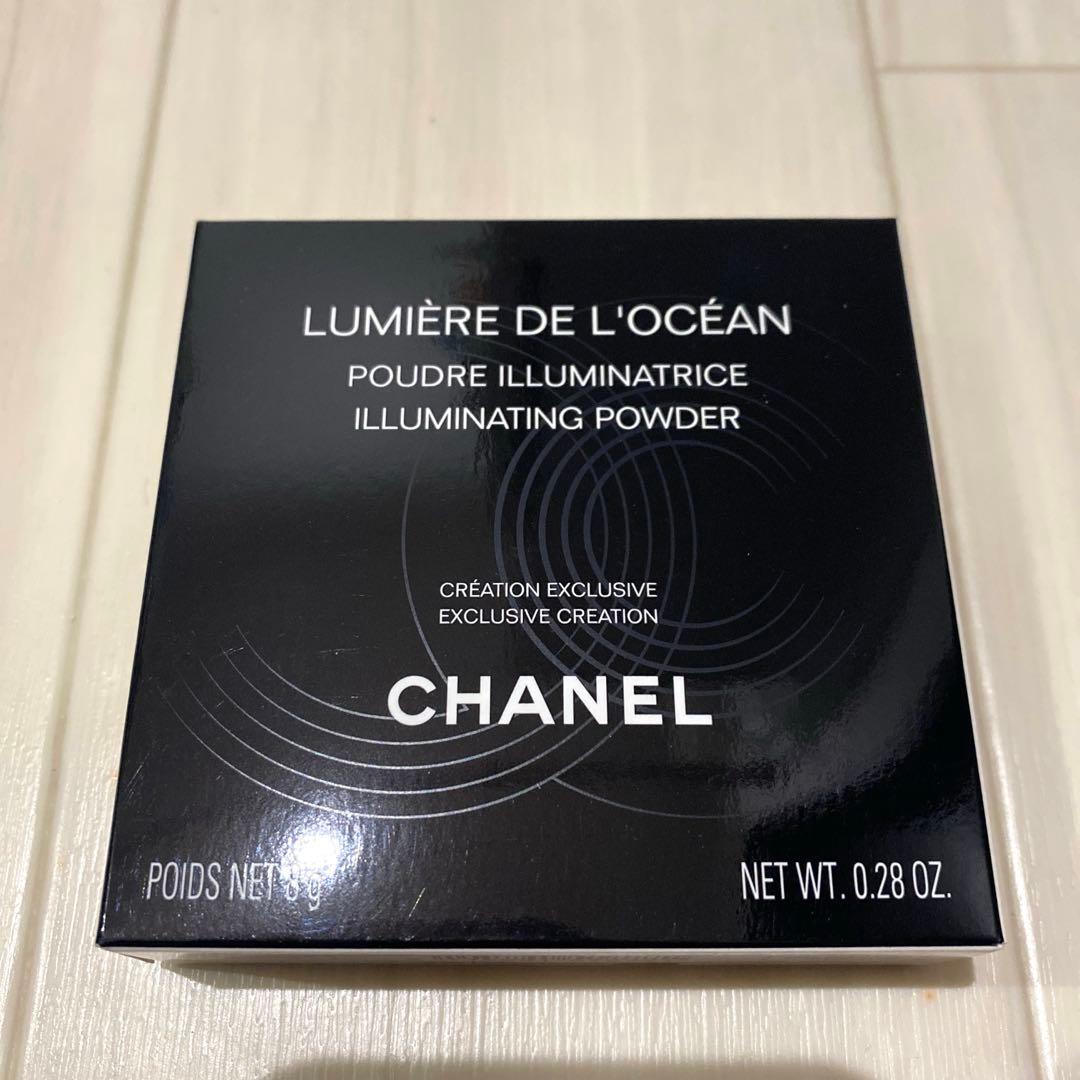 LUMIÈRE DE L'OCÉAN
POUDRE ILLUMINATRICE
ILLUMINATING POWDER
CRÉATION EXCLUSIVE
EXCLUSIVE CREATION
CHANEL
POIDS NET 8 g
NET WT. 0.28 OZ.